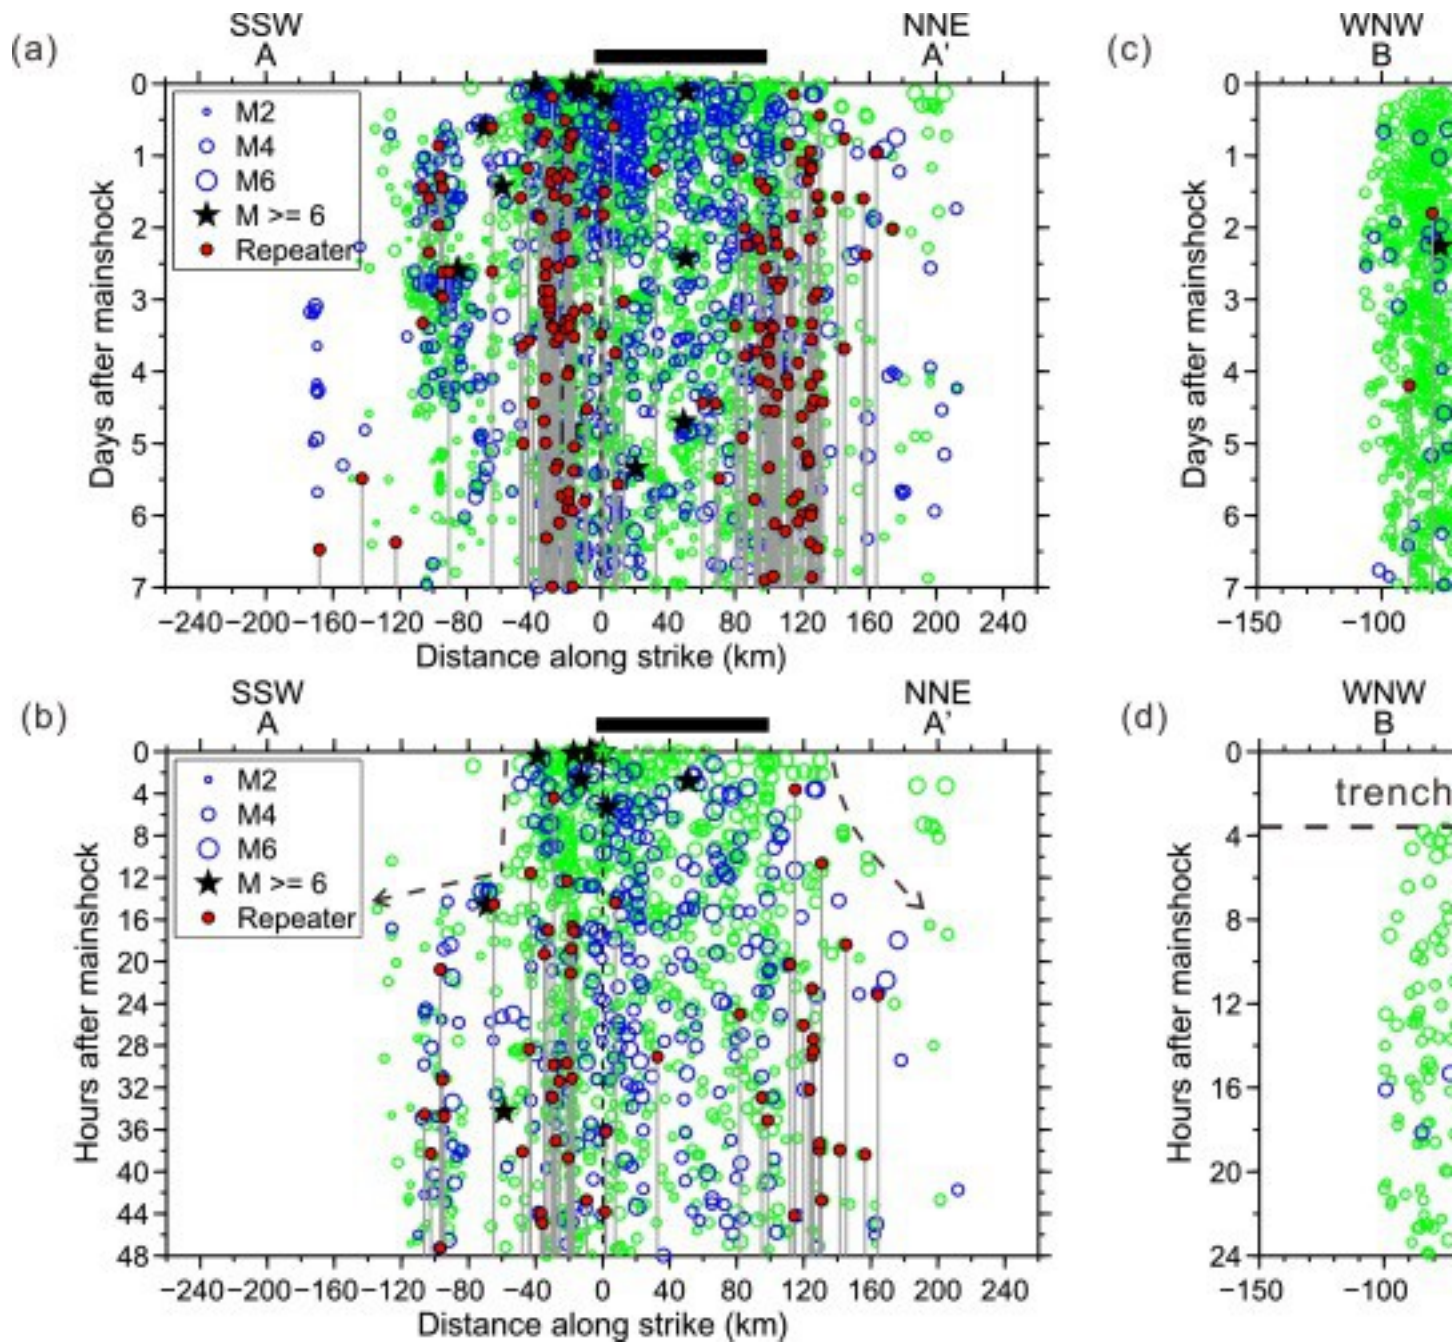 (a)
SSW
A
NNE
A'
0
1
2
3
4
5
6
7
M2
M4
M6
M >= 6
Repeater
Days after mainshock
−240 −200 −160 −120 −80 −40 0 40 80 120 160 200 240
Distance along strike (km)
(c)
WNW
B
0
1
2
3
4
5
6
7
Days after mainshock
−150 −100
(b)
SSW
A
NNE
A'
0
4
8
12
16
20
24
28
32
36
40
44
48
M2
M4
M6
M >= 6
Repeater
Hours after mainshock
−240 −200 −160 −120 −80 −40 0 40 80 120 160 200 240
Distance along strike (km)
(d)
WNW
B
0
4
8
12
16
20
24
trench
Hours after mainshock
−150 −100